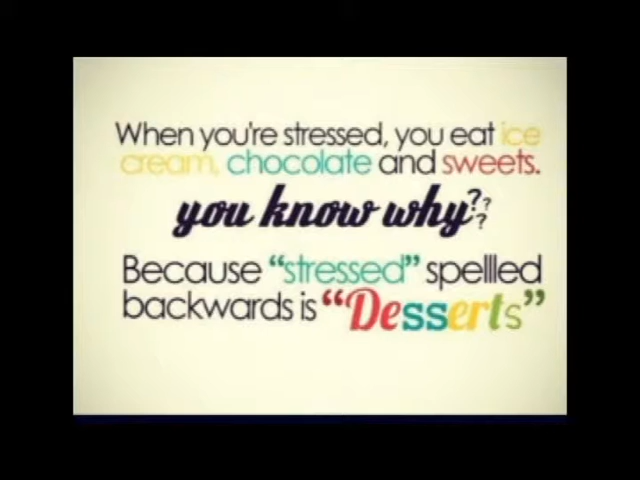 When you're stressed, you eat ice
cream, chocolate and sweets.
you know why???
Because “stressed” spellled
backwards is “Desserts”